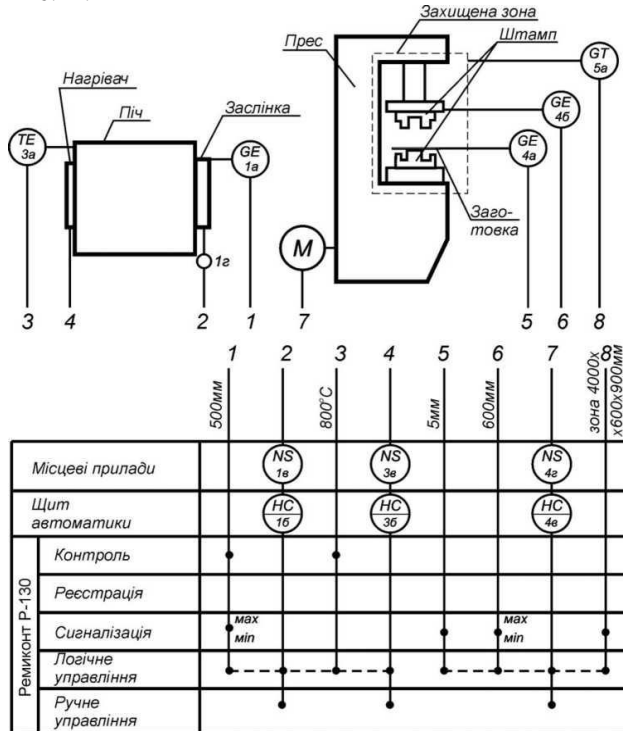 Захищена зона
Прес
Штамп
GT
5а
Нагрівач
Піч
Заслінка
GE
4б
TE
3а
GE
1а
GE
4а
Заго-
товка
М
1г
3 4 2 1 7 5 6 8
1 2 3 4 5 6 7 8
500мм
800°С
5мм
600мм
зона 4000х
х600х900мм
Місцеві прилади
NS
1в
NS
3в
NS
4г
Щит
автоматики
HC
1б
HC
3б
HC
4в
Ремиконт Р-130
Контроль
Реєстрація
Сигналізація
max
min
max
min
Логічне
управління
Ручне
управління